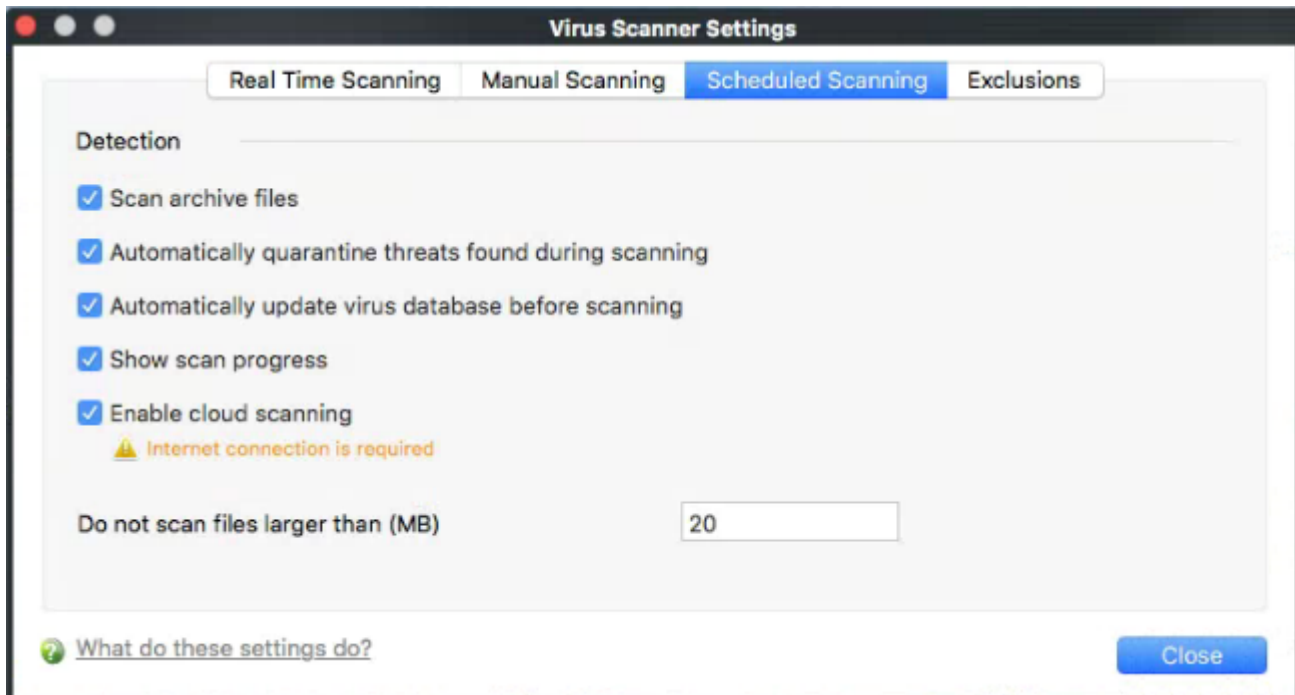 Virus Scanner Settings
Real Time Scanning Manual Scanning Scheduled Scanning Exclusions
Detection
Scan archive files
Automatically quarantine threats found during scanning
Automatically update virus database before scanning
Show scan progress
Enable cloud scanning
Internet connection is required
Do not scan files larger than (MB) 20
What do these settings do?
Close